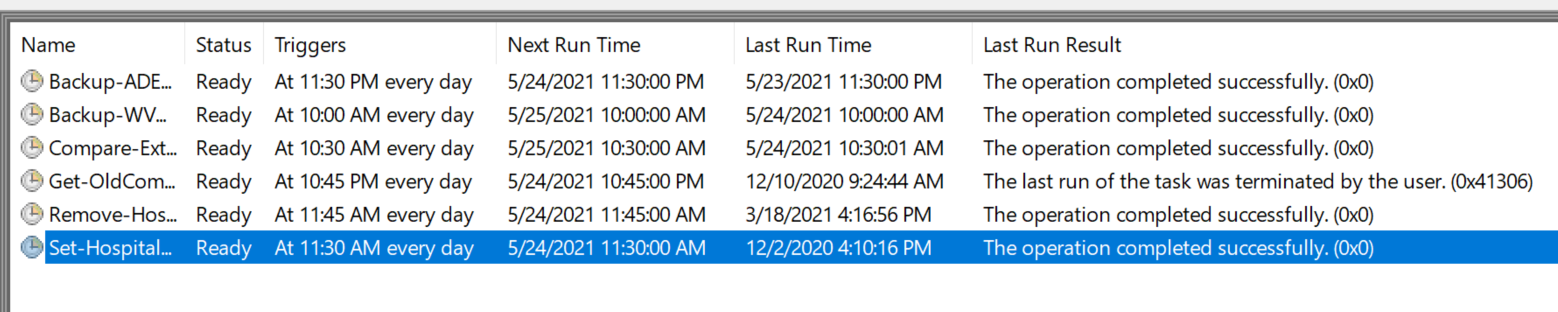 Name Status Triggers Next Run Time Last Run Time Last Run Result
Backup-ADE... Ready At 11:30 PM every day 5/24/2021 11:30:00 PM 5/23/2021 11:30:00 PM The operation completed successfully. (0x0)
Backup-WV... Ready At 10:00 AM every day 5/25/2021 10:00:00 AM 5/24/2021 10:00:00 AM The operation completed successfully. (0x0)
Compare-Ext... Ready At 10:30 AM every day 5/25/2021 10:30:00 AM 5/24/2021 10:30:01 AM The operation completed successfully. (0x0)
Get-OldCom... Ready At 10:45 PM every day 5/24/2021 10:45:00 PM 12/10/2020 9:24:44 AM The last run of the task was terminated by the user. (0x41306)
Remove-Hos... Ready At 11:45 AM every day 5/24/2021 11:45:00 AM 3/18/2021 4:16:56 PM The operation completed successfully. (0x0)
Set-Hospital... Ready At 11:30 AM every day 5/24/2021 11:30:00 AM 12/2/2020 4:10:16 PM The operation completed successfully. (0x0)